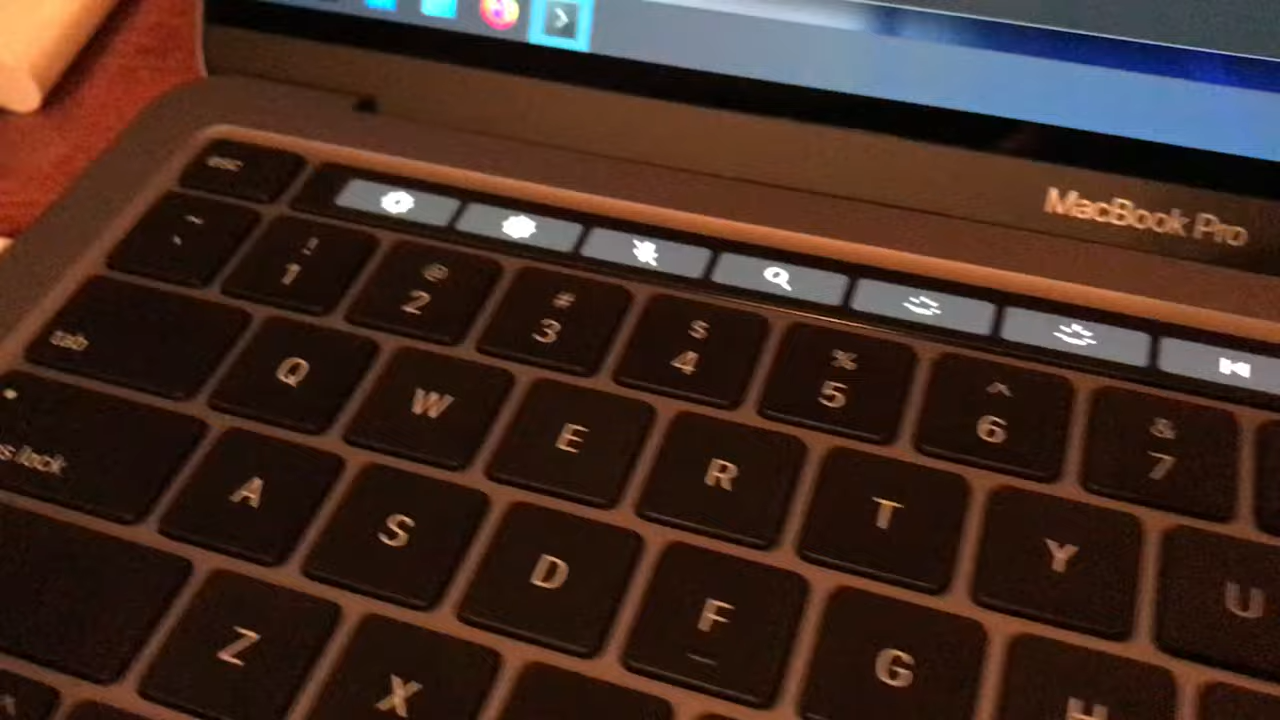 MacBook Pro
esc
~
`
!
1
@
2
#
3
$
4
%
5
^
6
&
7
tab
Q
W
E
R
T
Y
U
s lock
A
S
D
F
G
H
Z
X